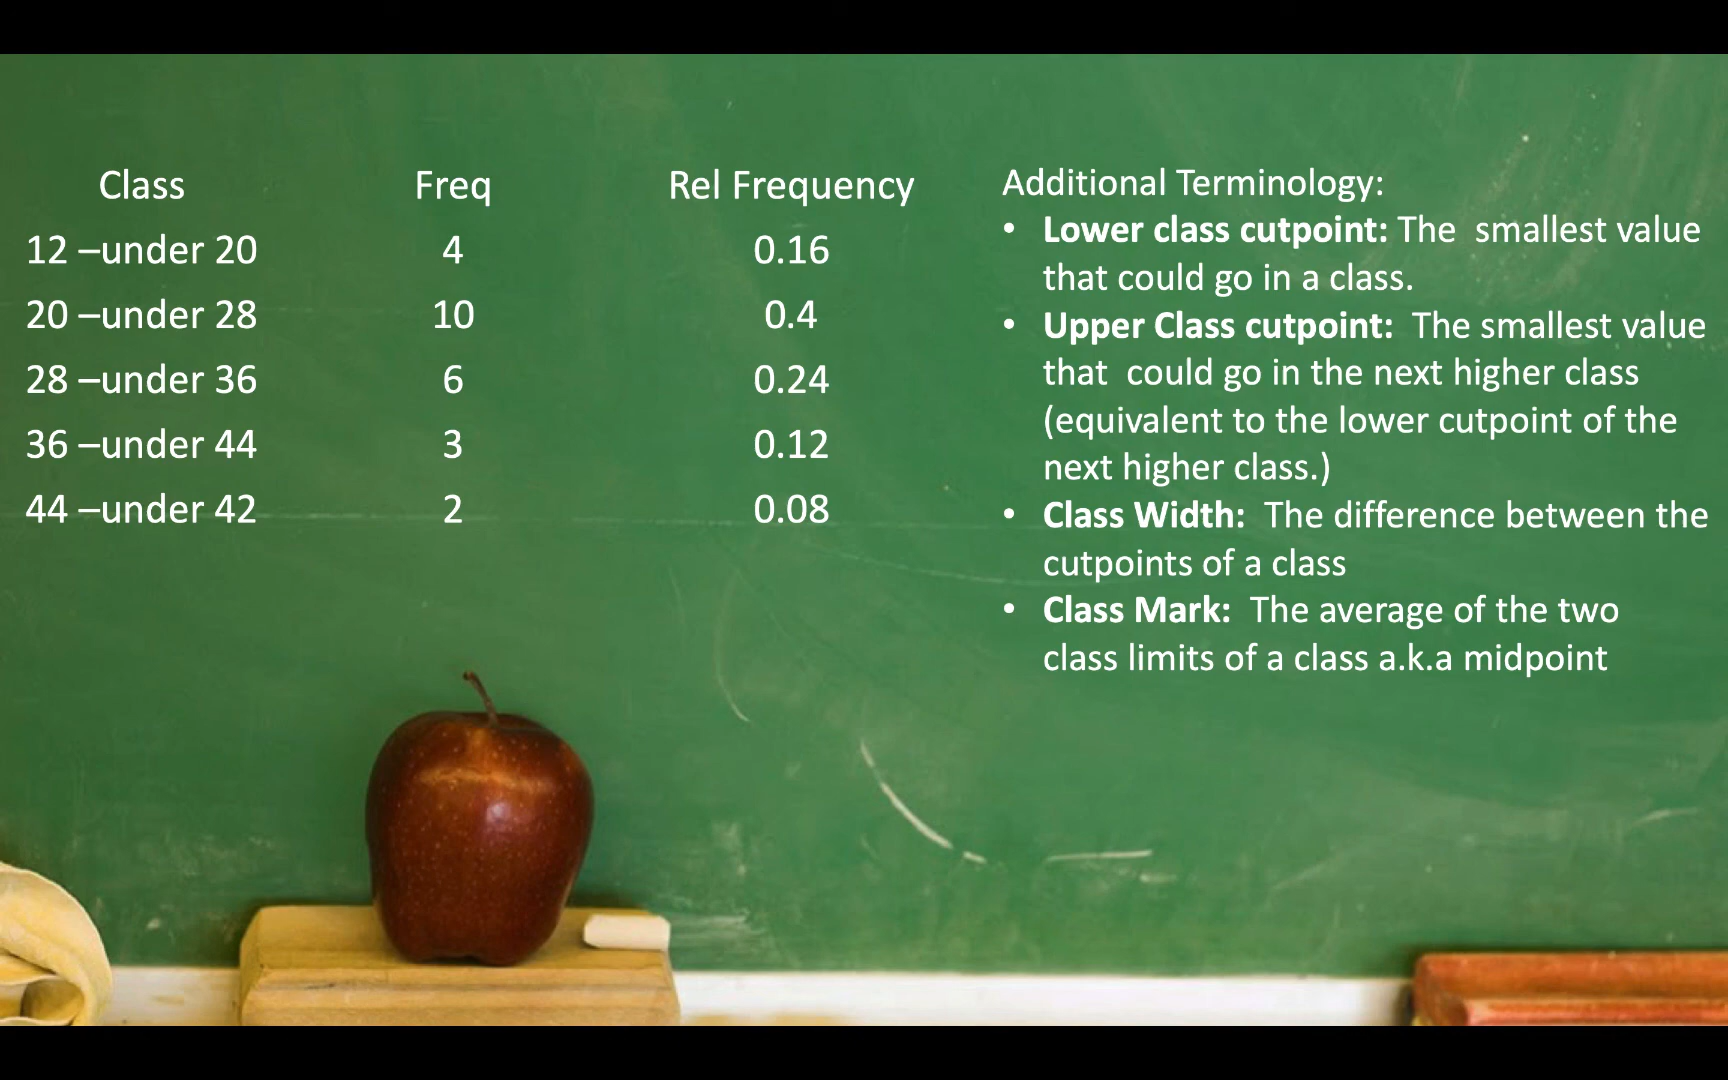 Class Freq Rel Frequency
12 –under 20 4 0.16
20 –under 28 10 0.4
28 –under 36 6 0.24
36 –under 44 3 0.12
44 –under 42 2 0.08
Additional Terminology:
• Lower class cutpoint: The smallest value
that could go in a class.
• Upper Class cutpoint: The smallest value
that could go in the next higher class
(equivalent to the lower cutpoint of the
next higher class.)
• Class Width: The difference between the
cutpoints of a class
• Class Mark: The average of the two
class limits of a class a.k.a midpoint